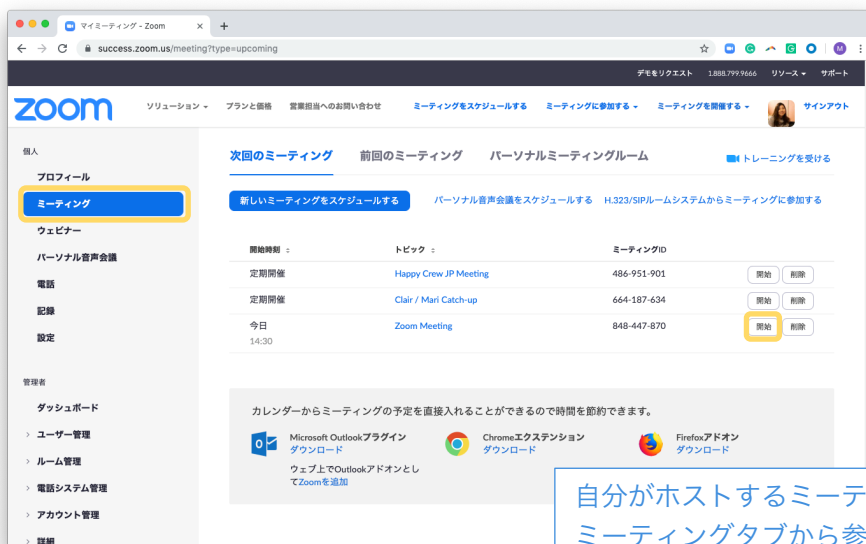 マイミーティング - Zoom
success.zoom.us/meeting?type=upcoming
M
デモをリクエスト 1.888.799.9666 リソース サポート
zoom ソリューション プランと価格 営業担当へのお問い合わせ ミーティングをスケジュールする ミーティングに参加する ミーティングを開催する サインアウト
個人
プロフィール
ミーティング
ウェビナー
パーソナル音声会議
電話
記録
設定
管理者
ダッシュボード
ユーザー管理
ルーム管理
電話システム管理
アカウント管理
詳細
次回のミーティング 前回のミーティング パーソナルミーティングルーム トレーニングを受ける
新しいミーティングをスケジュールする パーソナル音声会議をスケジュールする H.323/SIPルームシステムからミーティングに参加する
開始時刻 トピック ミーティングID
定期開催 Happy Crew JP Meeting 486-951-901 開始 削除
定期開催 Clair / Mari Catch-up 664-187-634 開始 削除
今日 Zoom Meeting 848-447-870 開始 削除
14:30
カレンダーからミーティングの予定を直接入れることができるので時間を節約できます。
Microsoft Outlookプラグイン
ダウンロード
ウェブ上でOutlookアドオンとし
てZoomを追加
Chromeエクステンション
ダウンロード
Firefoxアドオン
ダウンロード
自分がホストするミーテ
ミーティングタブから参